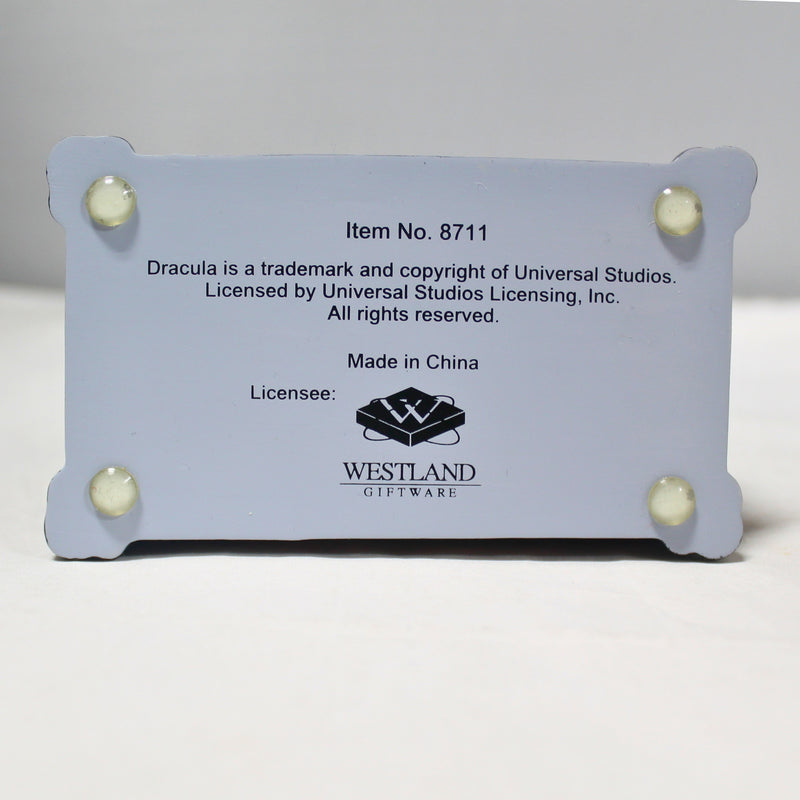 Item No. 8711
Dracula is a trademark and copyright of Universal Studios.
Licensed by Universal Studios Licensing, Inc.
All rights reserved.
Made in China
Licensee:
W
WESTLAND
GIFTWARE